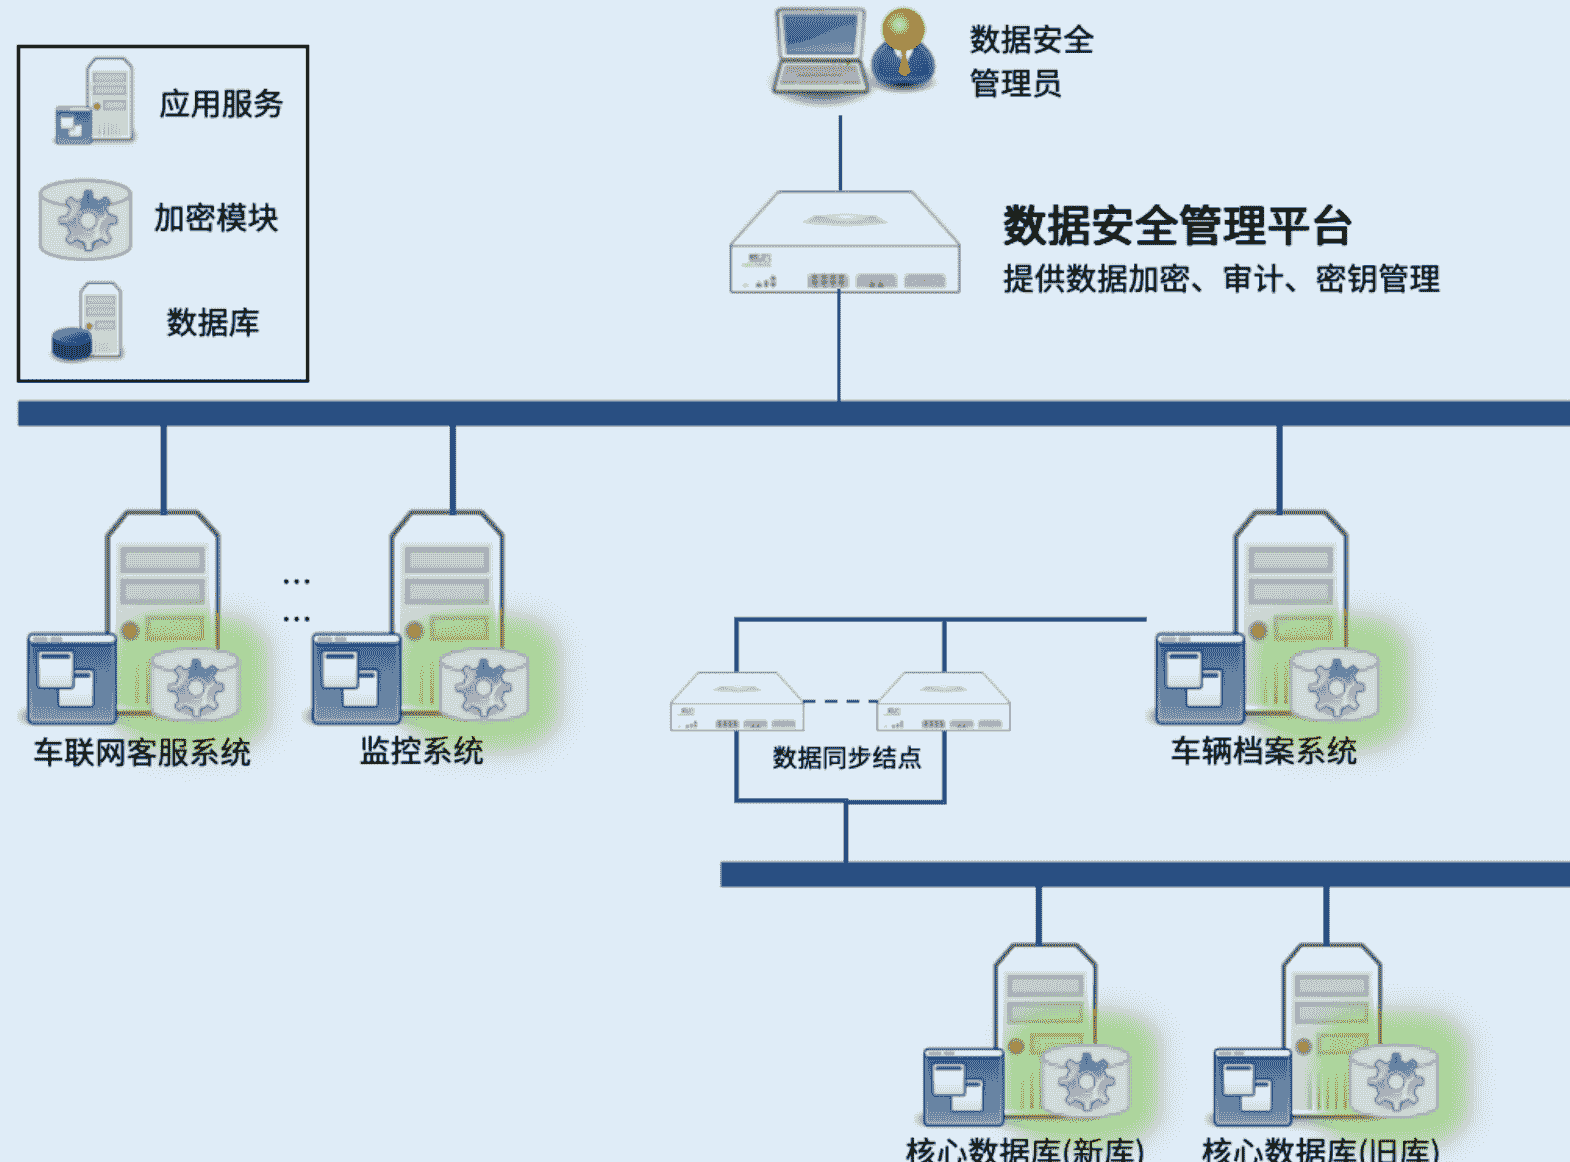 数据安全
管理员
应用服务
加密模块
数据库
数据安全管理平台
提供数据加密、审计、密钥管理
...
...
车联网客服系统
监控系统
数据同步结点
车辆档案系统
核心数据库(新库)
核心数据库(旧库)